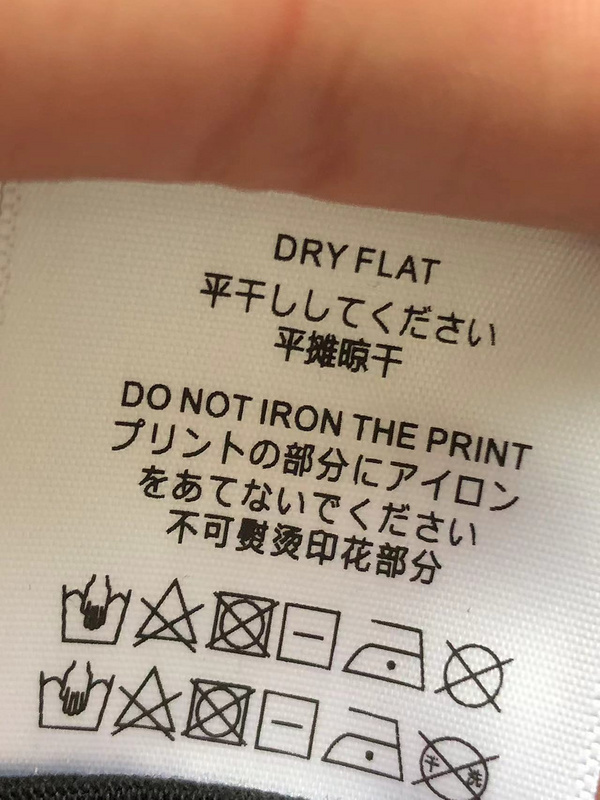 DRY FLAT
平干ししてください
平摊晾干
DO NOT IRON THE PRINT
プリントの部分にアイロン
をあてないでください
不可熨烫印花部分
干 洗